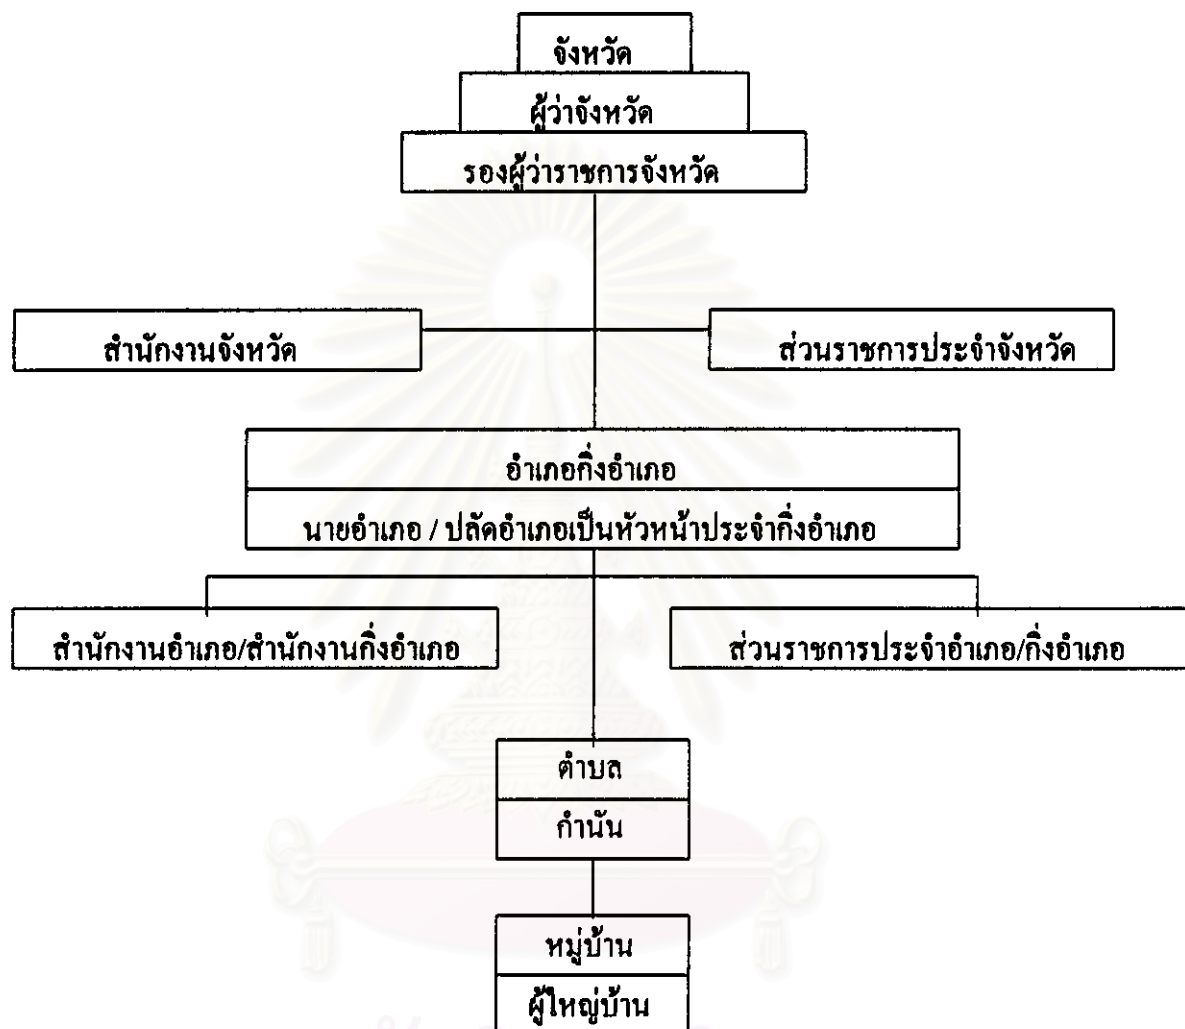 จังหวัด
ผู้ว่าจังหวัด
รองผู้ว่าราชการจังหวัด
สำนักงานจังหวัด
ส่วนราชการประจำจังหวัด
อำเภอกิ่งอำเภอ
นายอำเภอ / ปลัดอำเภอเป็นหัวหน้าประจำกิ่งอำเภอ
สำนักงานอำเภอ/สำนักงานกิ่งอำเภอ
ส่วนราชการประจำอำเภอ/กิ่งอำเภอ
ตำบล
กำนัน
หมู่บ้าน
ผู้ใหญ่บ้าน